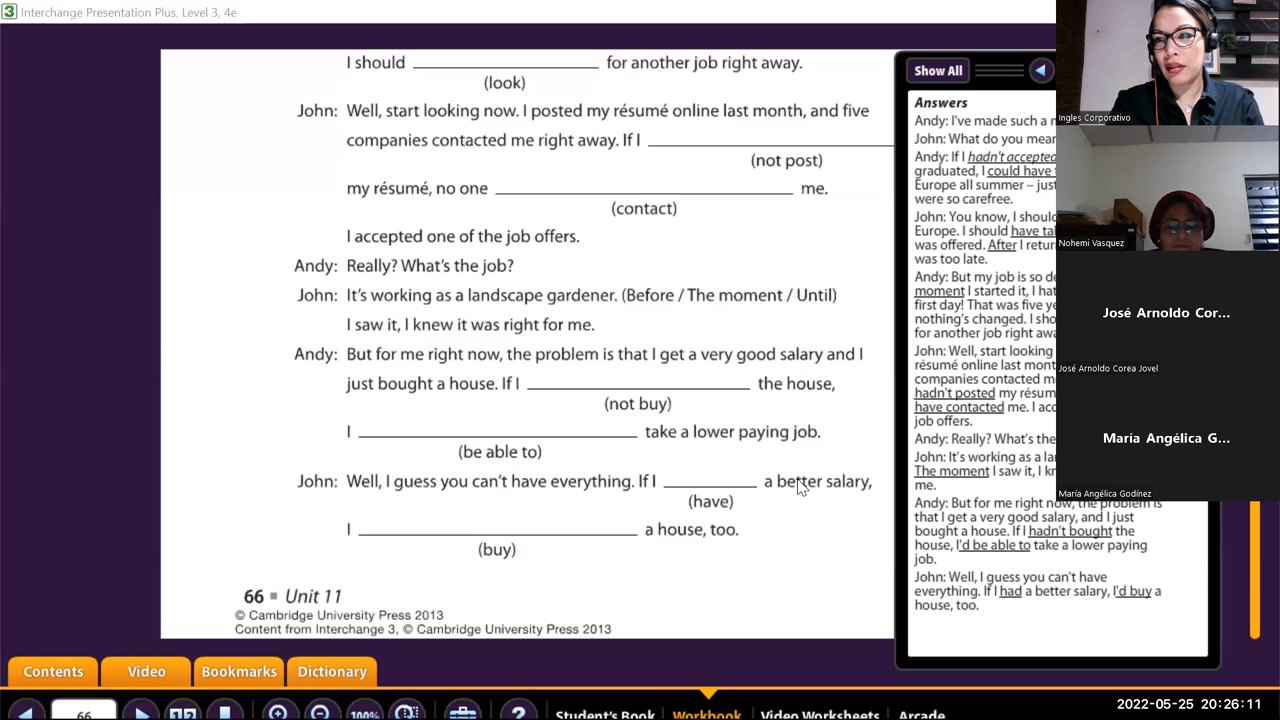 Interchange Presentation Plus, Level 3, 4e
I should ______ for another job right away.
(look)
John: Well, start looking now. I posted my résumé online last month, and five
companies contacted me right away. If I ______
(not post)
my résumé, no one ______ me.
(contact)
I accepted one of the job offers.
Andy: Really? What's the job?
John: It's working as a landscape gardener. (Before / The moment / Until)
I saw it, I knew it was right for me.
Andy: But for me right now, the problem is that I get a very good salary and I
just bought a house. If I ______ the house,
(not buy)
I ______ take a lower paying job.
(be able to)
John: Well, I guess you can't have everything. If I ______ a better salary,
(have)
I ______ a house, too.
(buy)
66 ■ Unit 11
© Cambridge University Press 2013
Content from Interchange 3, © Cambridge University Press 2013
Show All
Answers
Andy: I've made such a
John: What do you mean
Andy: If I hadn't accepted
graduated, I could have
Europe all summer – just
were so carefree.
John: You know, I should
Europe. I should
was offered. After I
was too late.
Andy: But my job is so
moment I started it, I
first day! That was five
nothing's changed. I
for another job right
John: Well, start looking
résumé online last
companies contacted
hadn't posted my
have contacted me. I
job offers.
Andy: Really? What's the
John: It's working as a
The moment I saw it, I
me.
Andy: But for me right now, the problem is
that I get a very good salary, and I just
bought a house. If I hadn't bought the
house, I'd be able to take a lower paying
job.
John: Well, I guess you can't have
everything. If I had a better salary, I'd buy a
house, too.
Ingles Corporativo
Nohemi Vasquez
José Arnoldo Cor...
José Arnoldo Corea Jovel
María Angélica G...
María Angélica Godínez
Contents
Video
Bookmarks
Dictionary
66
100%
?
Student's Book
Workbook
Video Worksheets
Arcade
2022-05-25 20:26:11